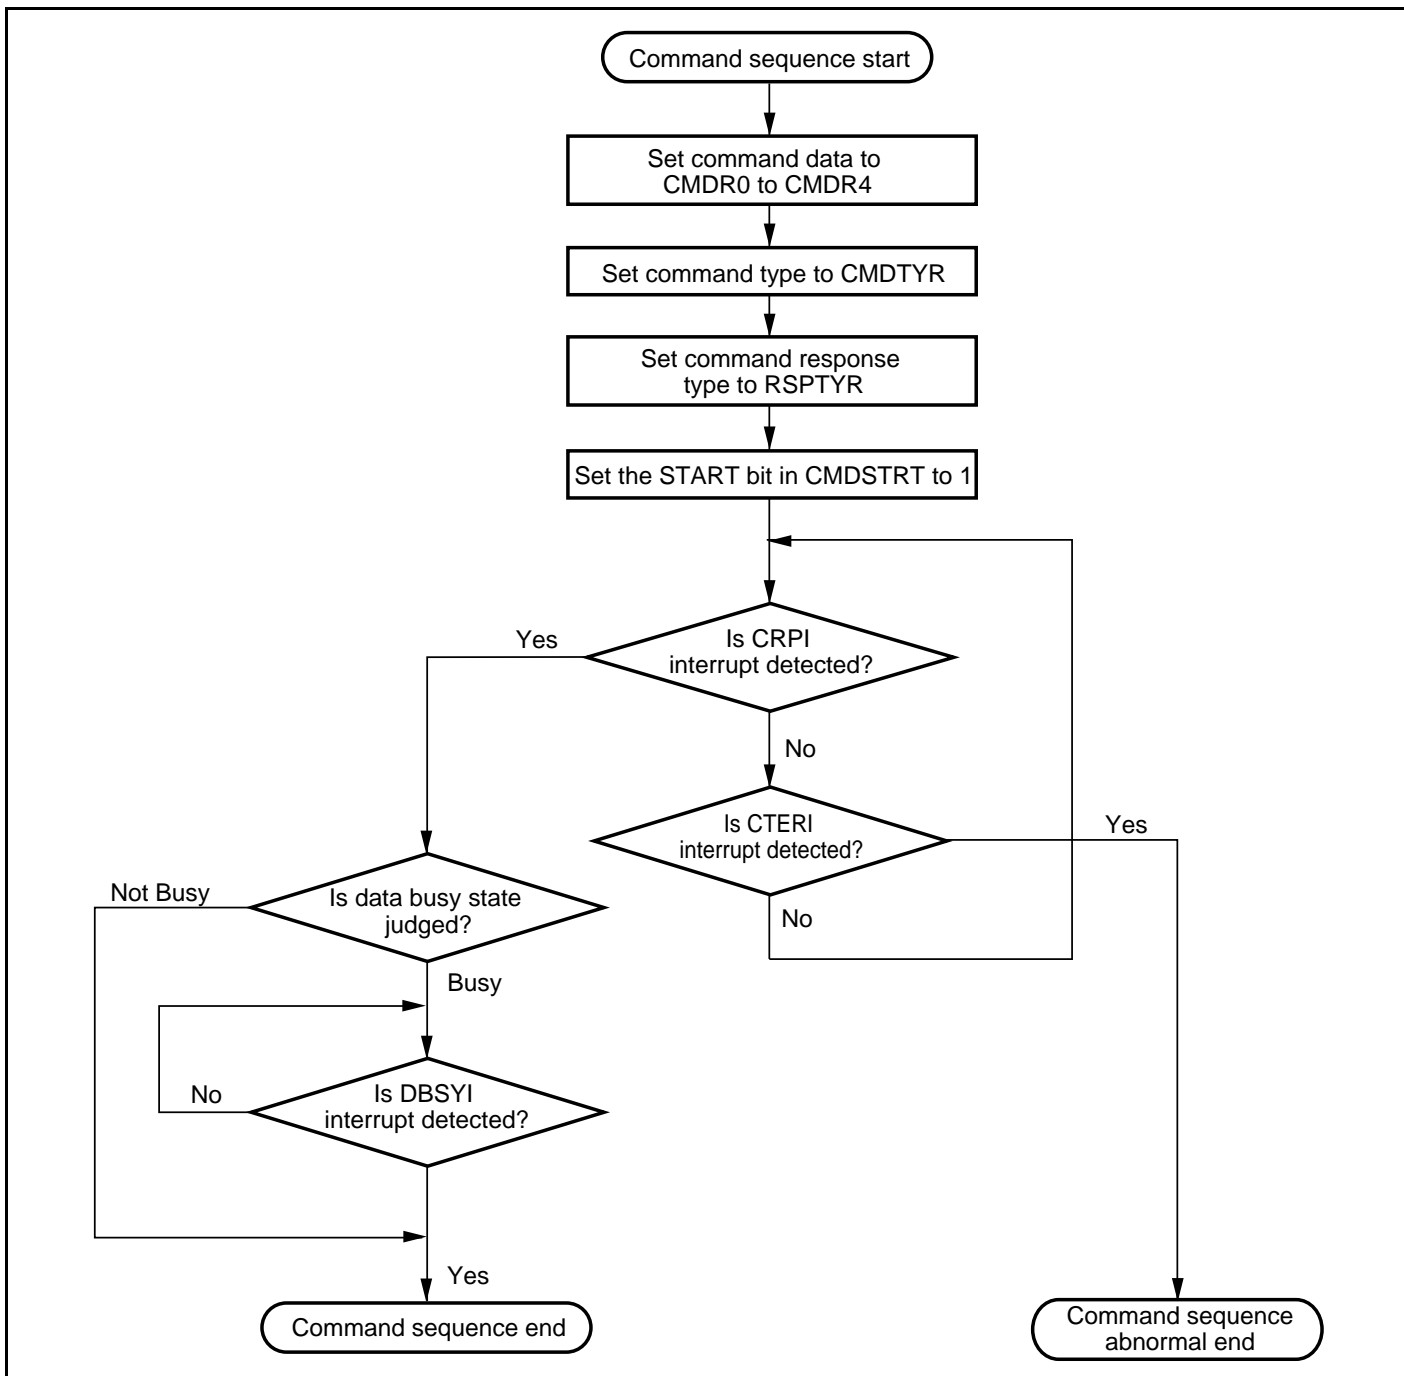 Command sequence start
Set command data to
CMDR0 to CMDR4
Set command type to CMDTYR
Set command response
type to RSPTYR
Set the START bit in CMDSTRT to 1
Yes
Is CRPI
interrupt detected?
No
Is CTERI
interrupt detected?
Yes
No
Not Busy
Is data busy state
judged?
Busy
No
Is DBSYI
interrupt detected?
Yes
Command sequence end
Command sequence
abnormal end